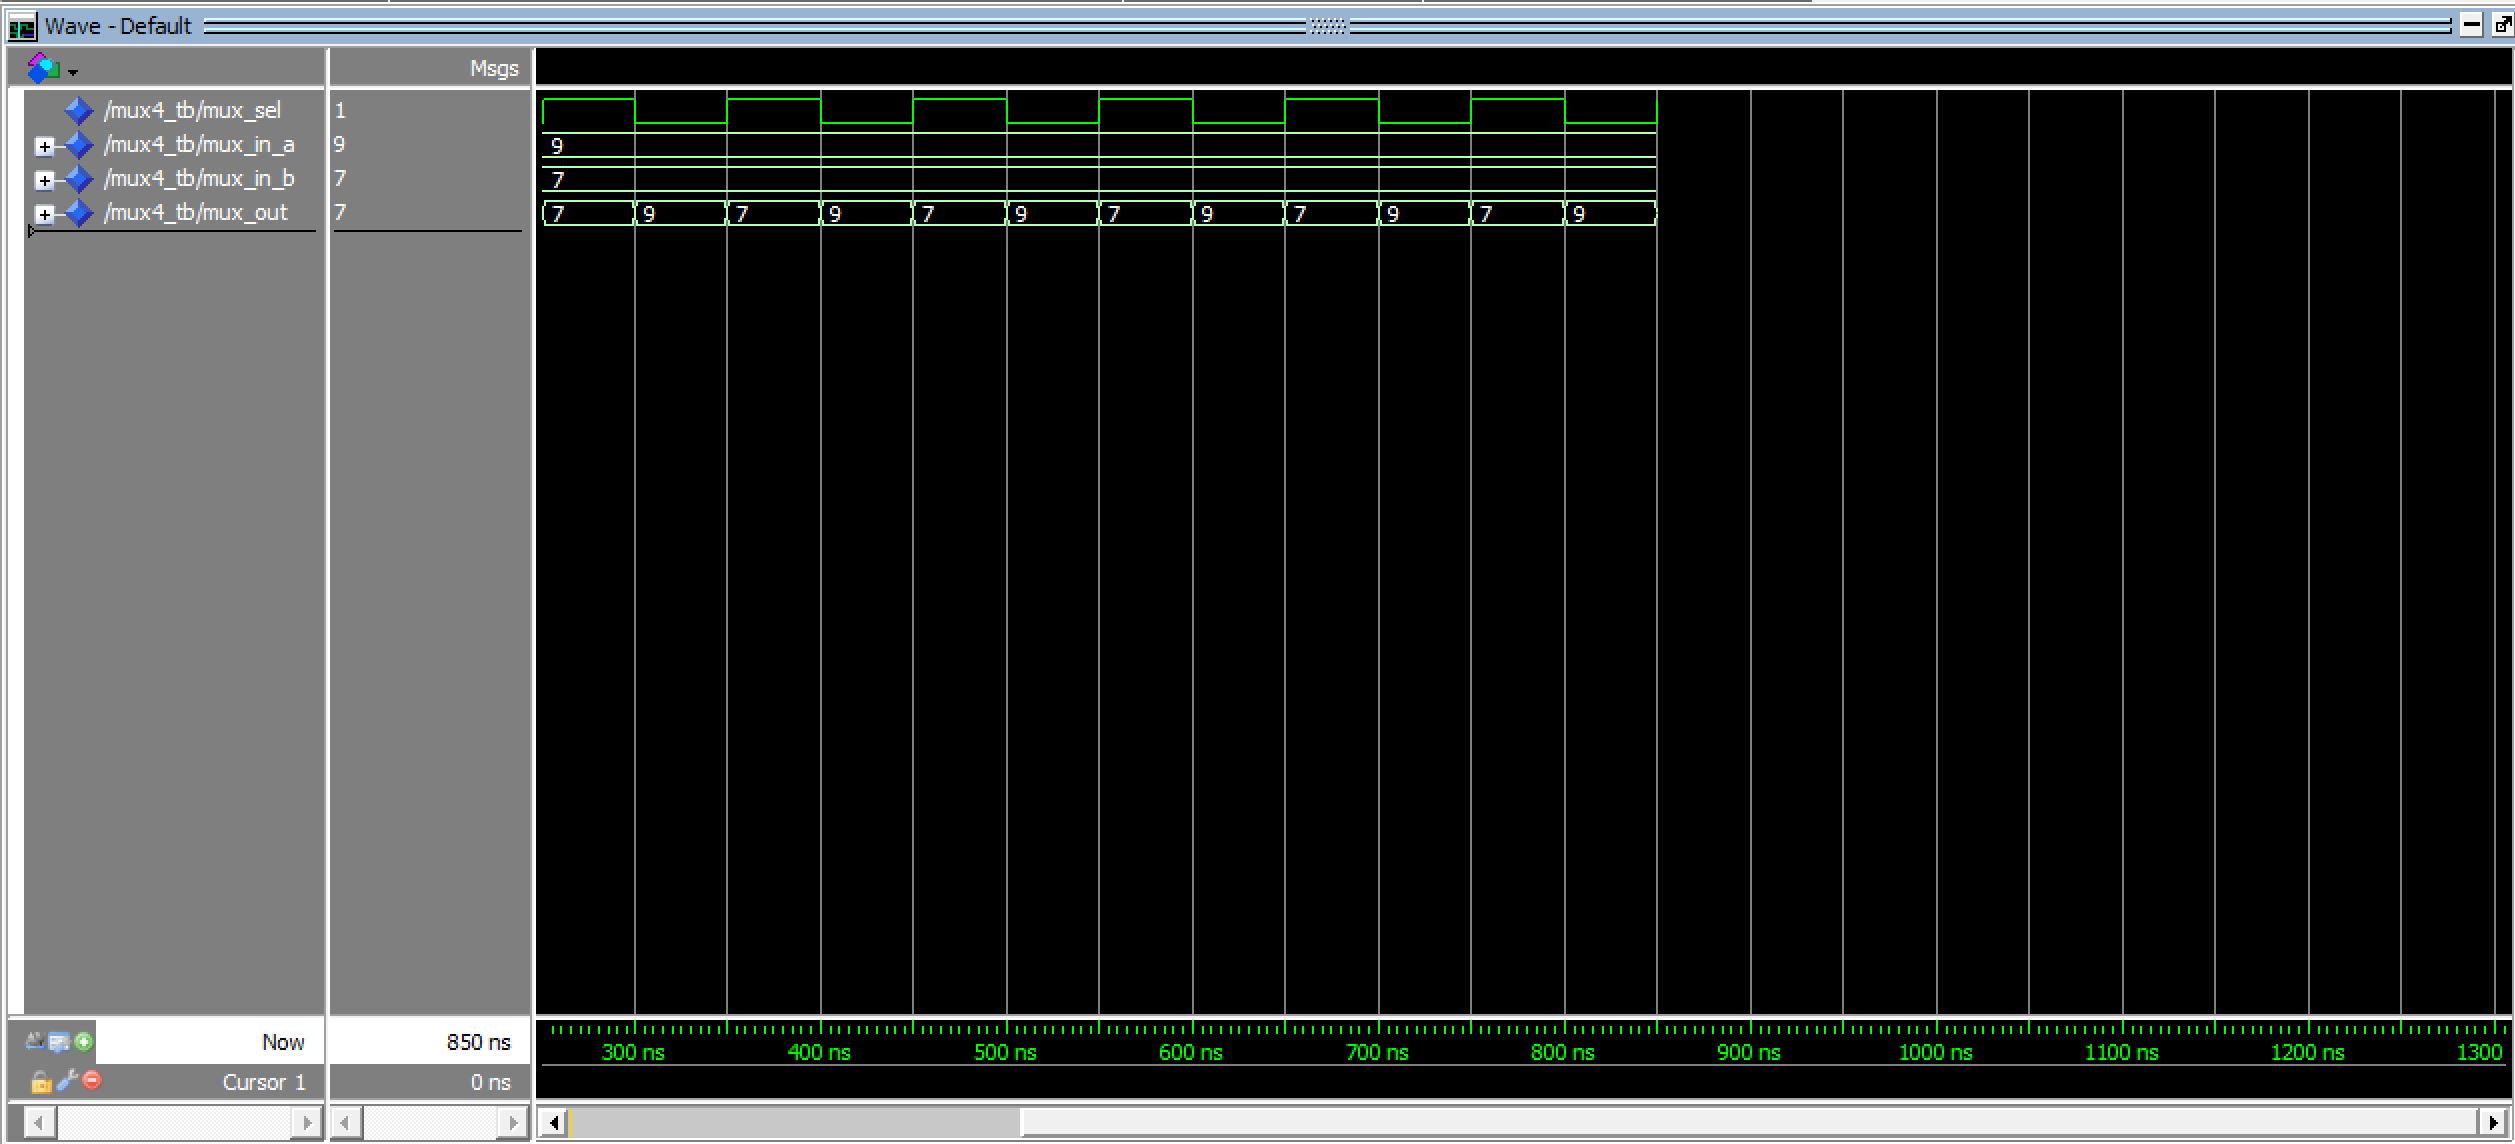 Wave - Default
Msgs
/mux4_tb/mux_sel 1
/mux4_tb/mux_in_a 9 9
/mux4_tb/mux_in_b 7 7
/mux4_tb/mux_out 7 7 9 7 9 7 9 7 9 7 9 7 9
Now 850 ns 300 ns 400 ns 500 ns 600 ns 700 ns 800 ns 900 ns 1000 ns 1100 ns 1200 ns 1300
Cursor 1 0 ns